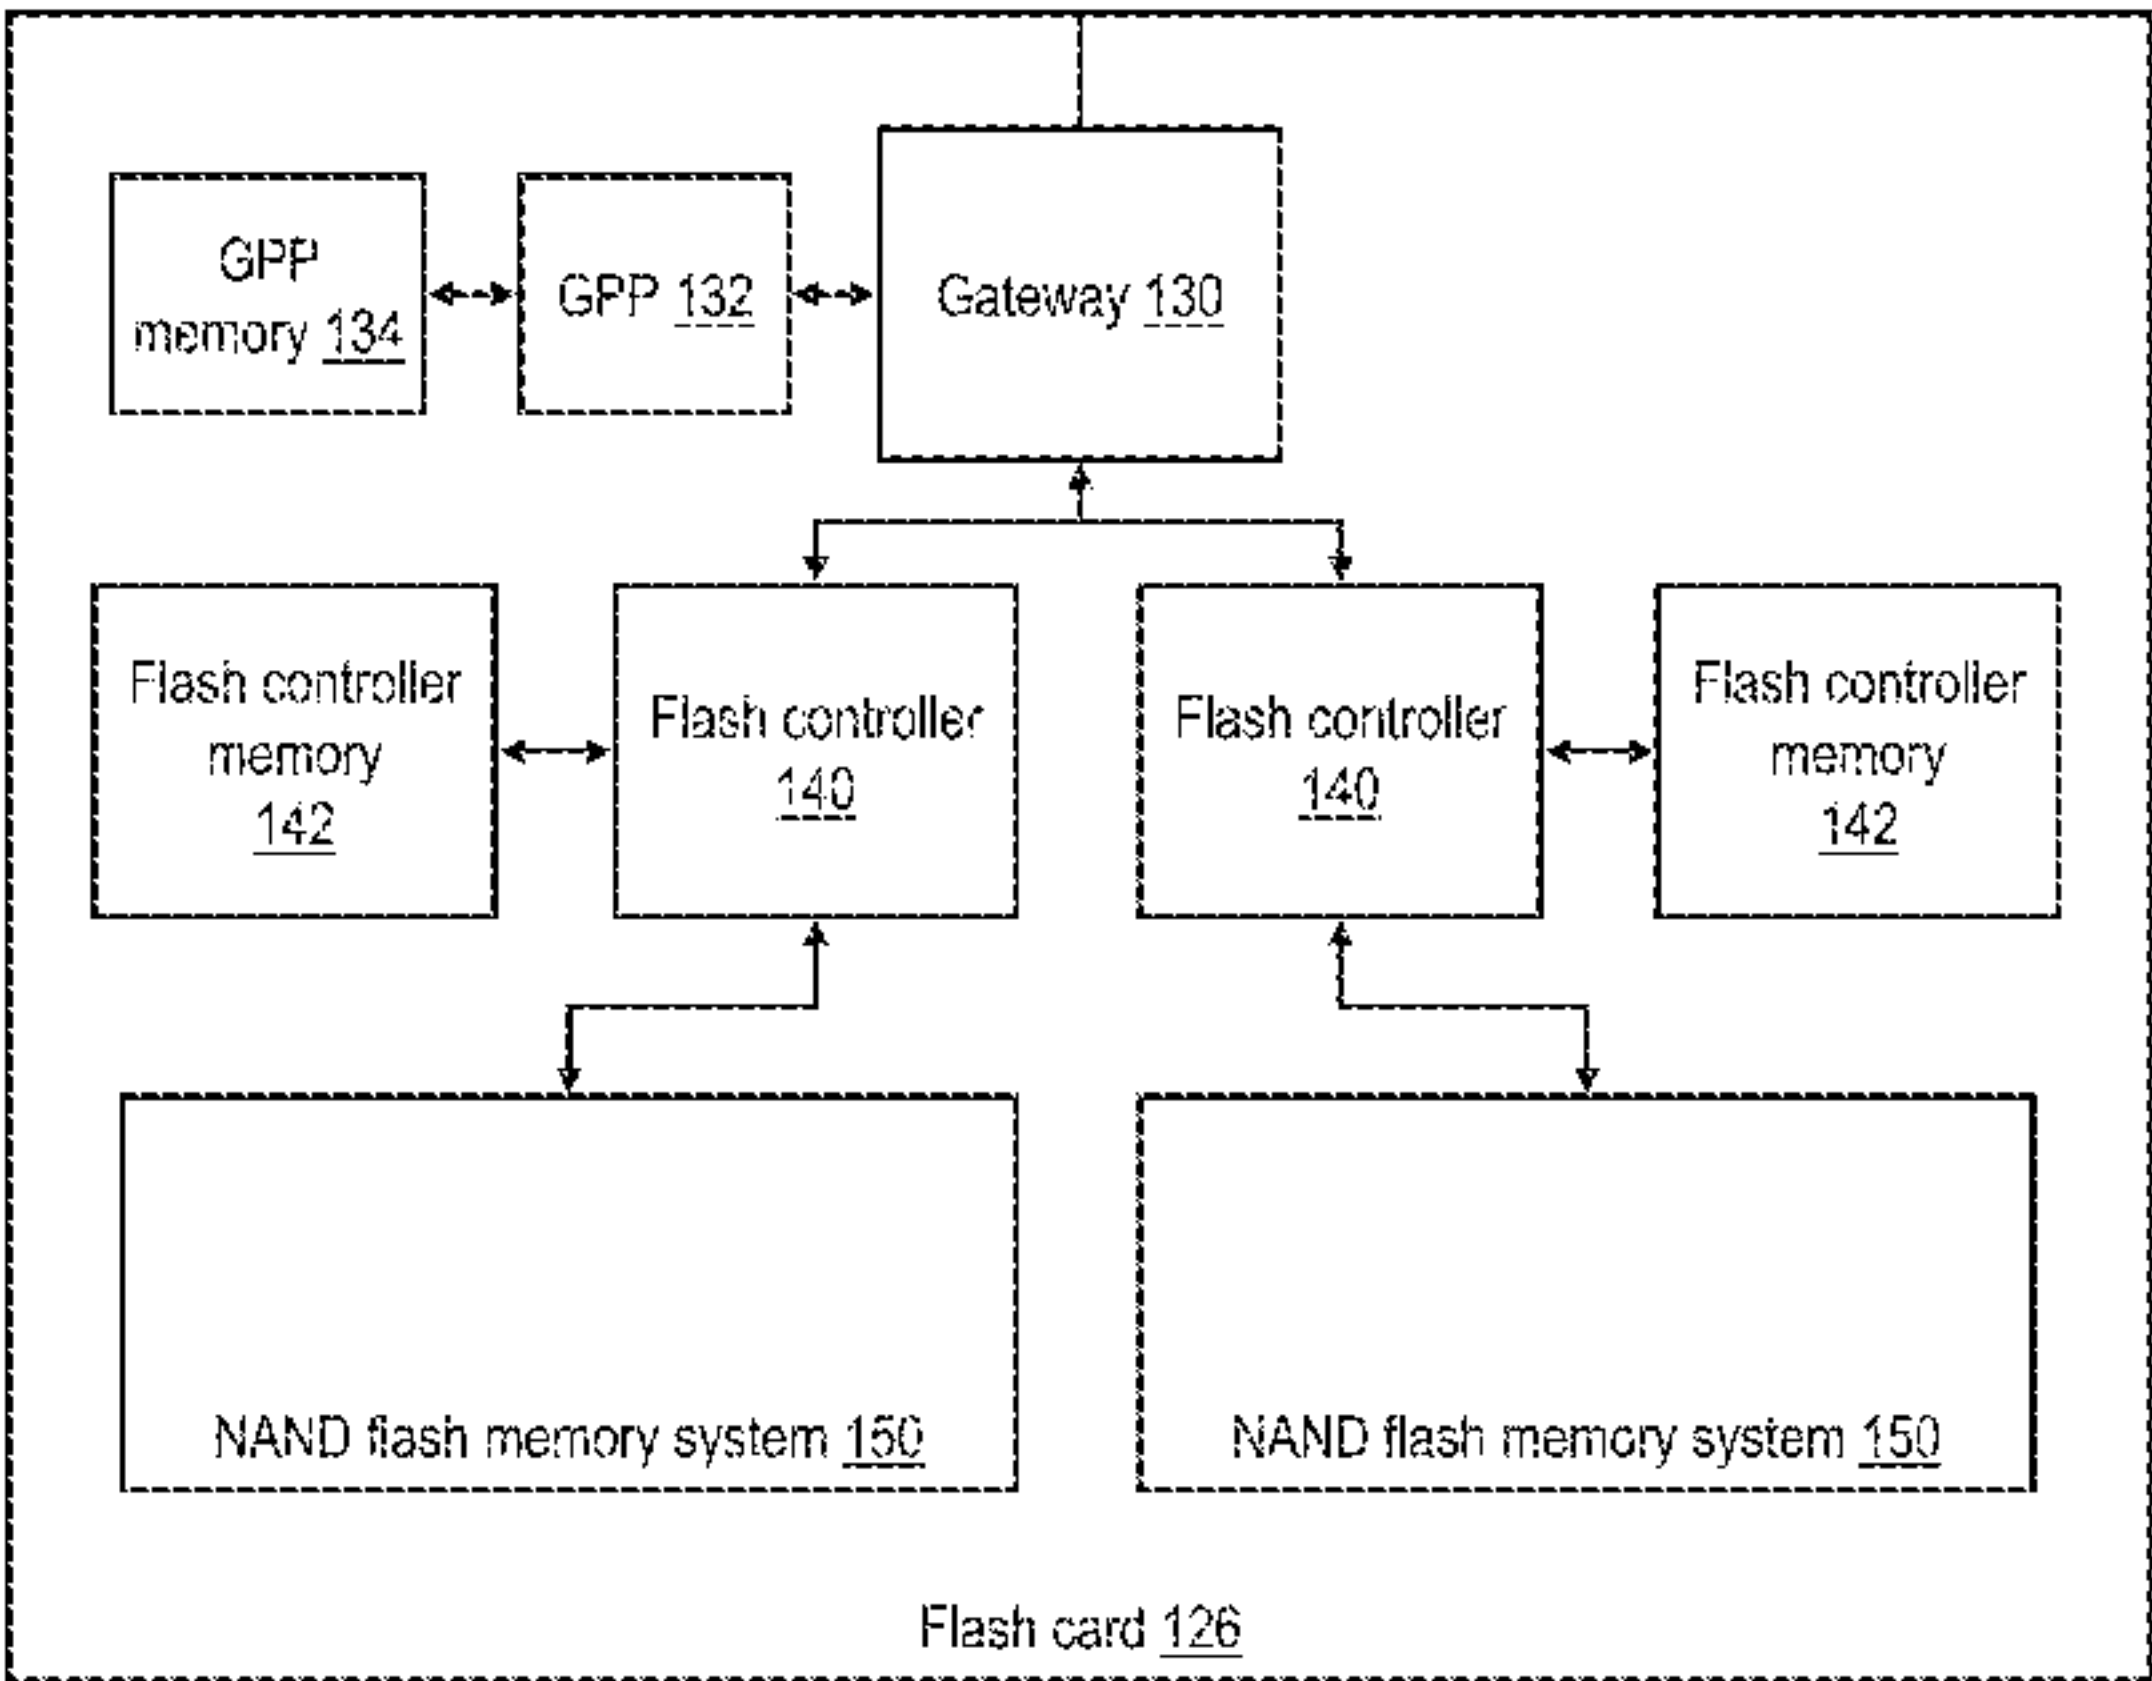 GPP
memory 134
GPP 132
Gateway 130
Flash controller
memory
142
Flash controller
140
Flash controller
140
Flash controller
memory
142
NAND flash memory system 150
NAND flash memory system 150
Flash card 126